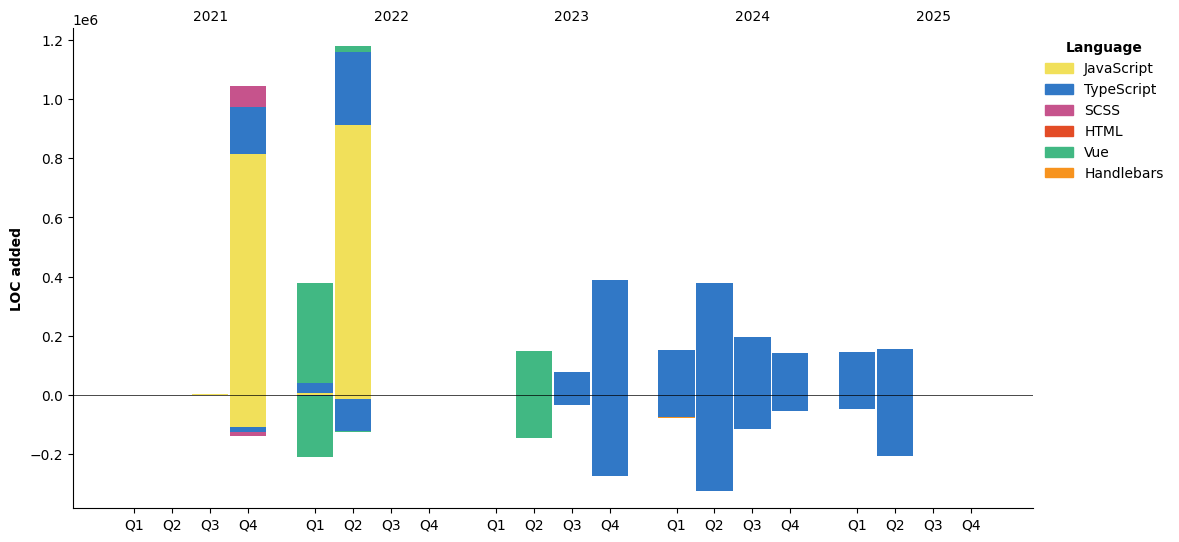 2021 2022 2023 2024 2025
1e6
1.2
1.0
0.8
0.6
0.4
0.2
0.0
−0.2
LOC added
Q1 Q2 Q3 Q4 Q1 Q2 Q3 Q4 Q1 Q2 Q3 Q4 Q1 Q2 Q3 Q4 Q1 Q2 Q3 Q4
Language
JavaScript
TypeScript
SCSS
HTML
Vue
Handlebars